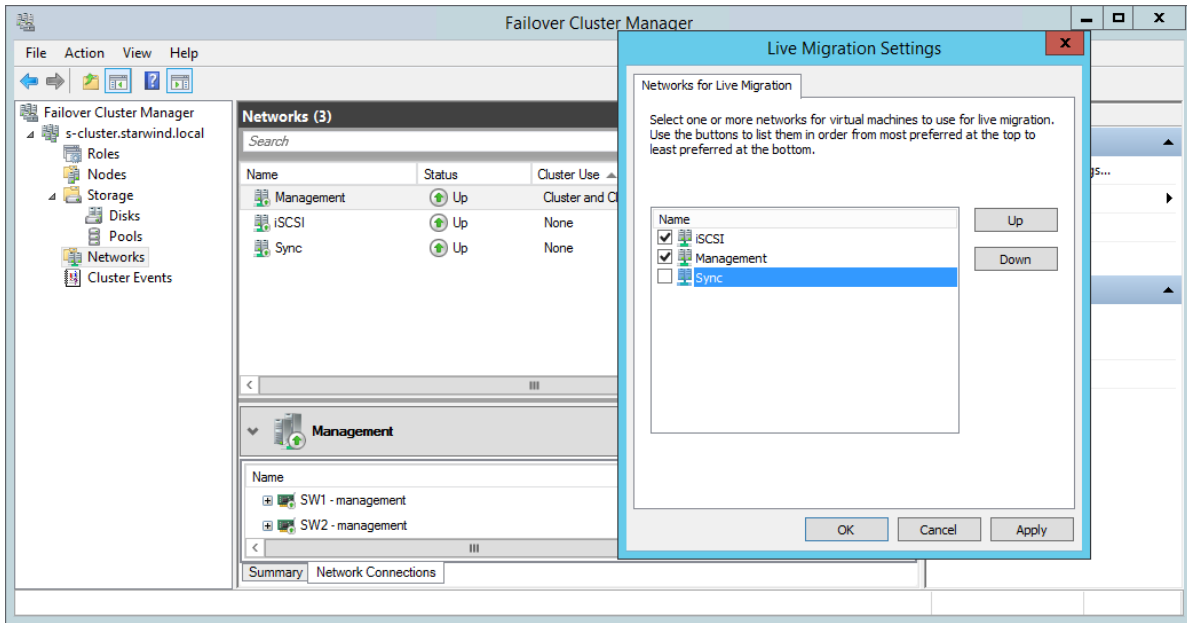 Failover Cluster Manager
File Action View Help
Failover Cluster Manager
s-cluster.starwind.local
Roles
Nodes
Storage
Disks
Pools
Networks
Cluster Events
Networks (3)
Search
Name Status Cluster Use
Management Up Cluster and Cl
iSCSI Up None
Sync Up None
Management
Name
SW1 - management
SW2 - management
Summary Network Connections
Live Migration Settings
Networks for Live Migration
Select one or more networks for virtual machines to use for live migration.
Use the buttons to list them in order from most preferred at the top to
least preferred at the bottom.
Name
iSCSI
Management
Sync
Up
Down
OK Cancel Apply
gs...